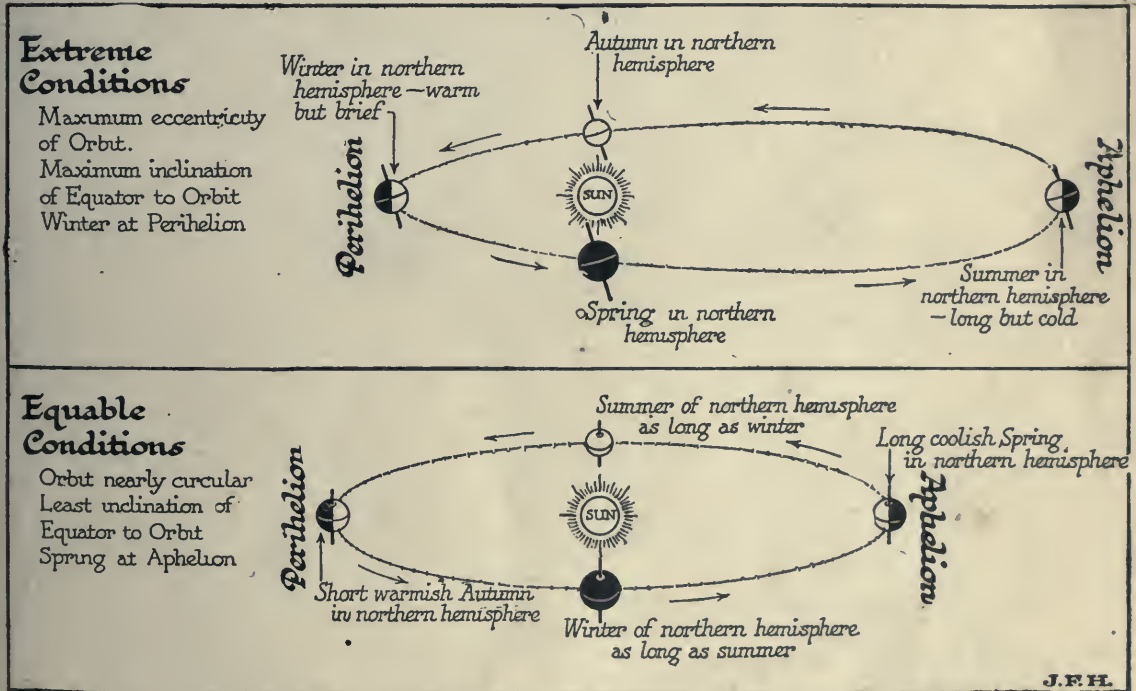 Extreme
Conditions
Maximum eccentricity
of Orbit.
Maximum inclination
of Equator to Orbit
Winter at Perihelion
Winter in northern
hemisphere — warm
but brief
Autumn in northern
hemisphere
Perihelion
SUN
Aphelion
Spring in northern
hemisphere
Summer in
northern hemisphere
— long but cold
Equable
Conditions
Orbit nearly circular
Least inclination of
Equator to Orbit
Spring at Aphelion
Summer of northern hemisphere
as long as winter
Long coolish Spring
in northern hemisphere
Perihelion
SUN
Aphelion
Short warmish Autumn
in northern hemisphere
Winter of northern hemisphere
as long as summer
J.F.H.